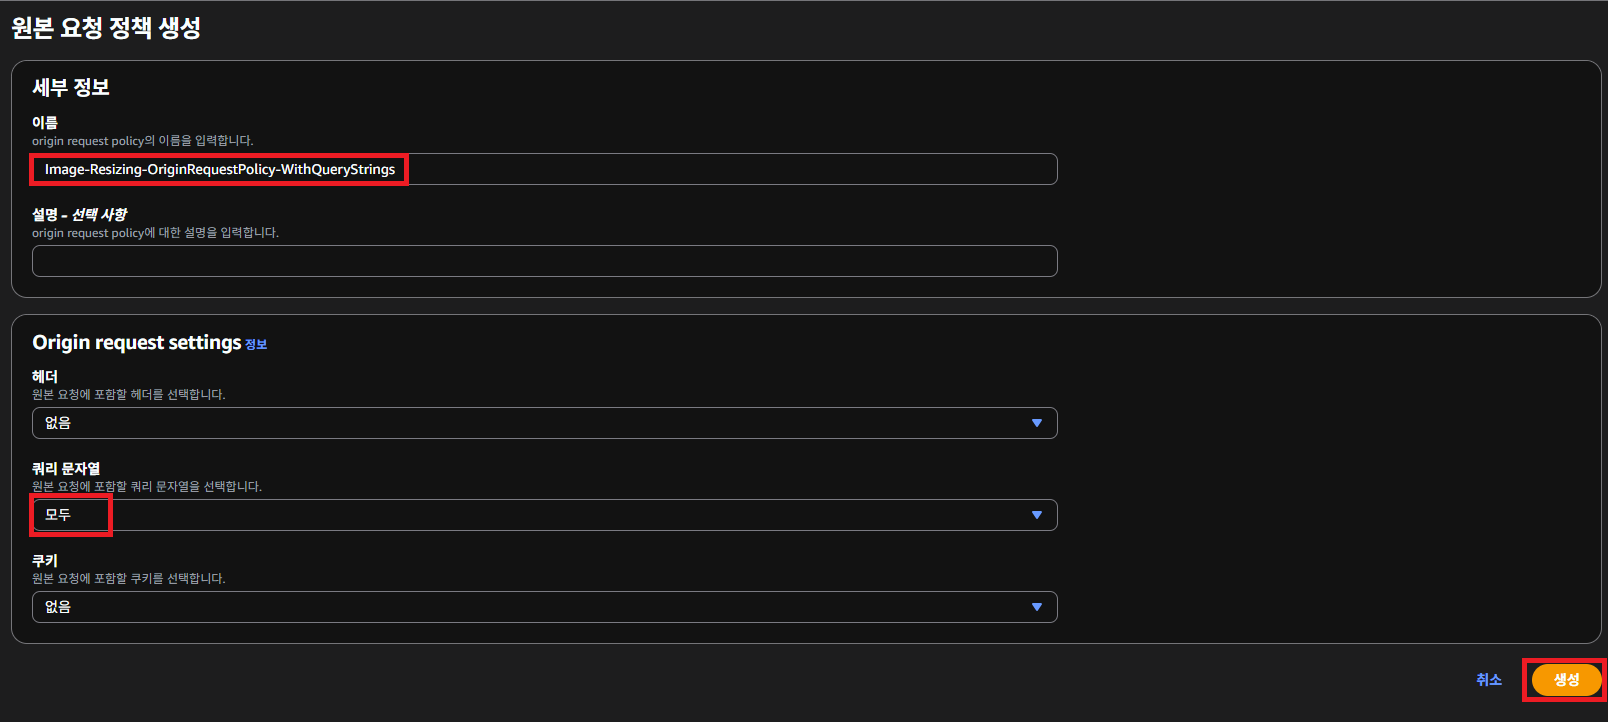 원본 요청 정책 생성
세부 정보
이름
origin request policy의 이름을 입력합니다.
Image-Resizing-OriginRequestPolicy-WithQueryStrings
설명 - 선택 사항
origin request policy에 대한 설명을 입력합니다.
Origin request settings 정보
헤더
원본 요청에 포함할 헤더를 선택합니다.
없음
쿼리 문자열
원본 요청에 포함할 쿼리 문자열을 선택합니다.
모두
쿠키
원본 요청에 포함할 쿠키를 선택합니다.
없음
취소 생성